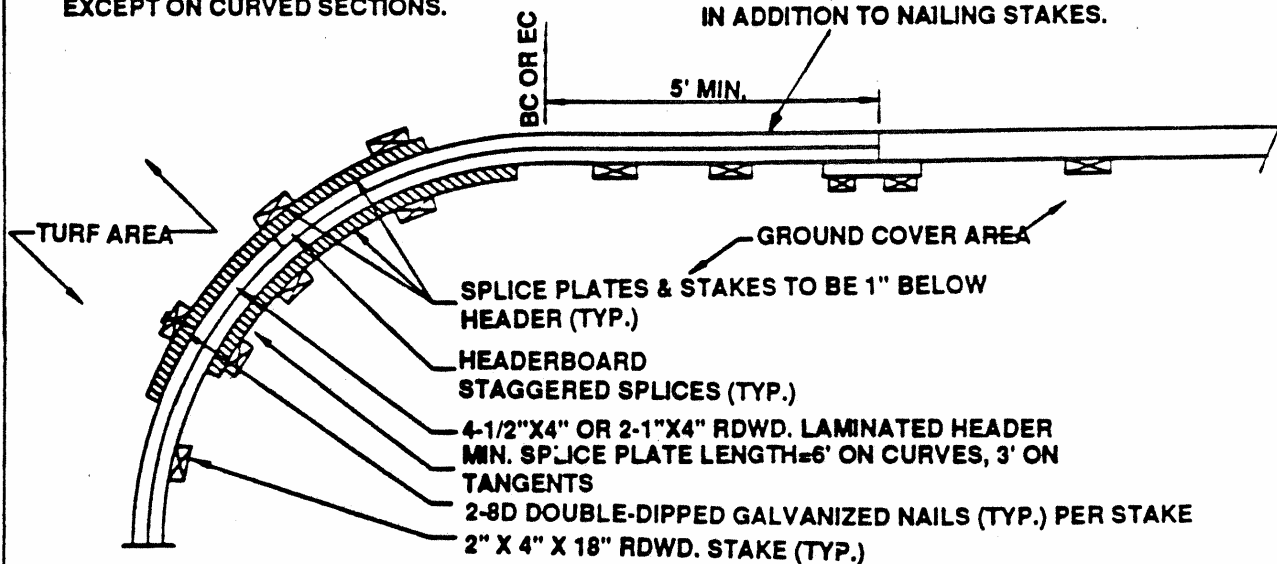 EXCEPT ON CURVED SECTIONS.
IN ADDITION TO NAILING STAKES.
BC OR EC
5' MIN.
TURF AREA
GROUND COVER AREA
SPLICE PLATES & STAKES TO BE 1" BELOW
HEADER (TYP.)
HEADERBOARD
STAGGERED SPLICES (TYP.)
4-1/2"X4" OR 2-1"X4" RDWD. LAMINATED HEADER
MIN. SPLICE PLATE LENGTH=6' ON CURVES, 3' ON
TANGENTS
2-8D DOUBLE-DIPPED GALVANIZED NAILS (TYP.) PER STAKE
2" X 4" X 18" RDWD. STAKE (TYP.)